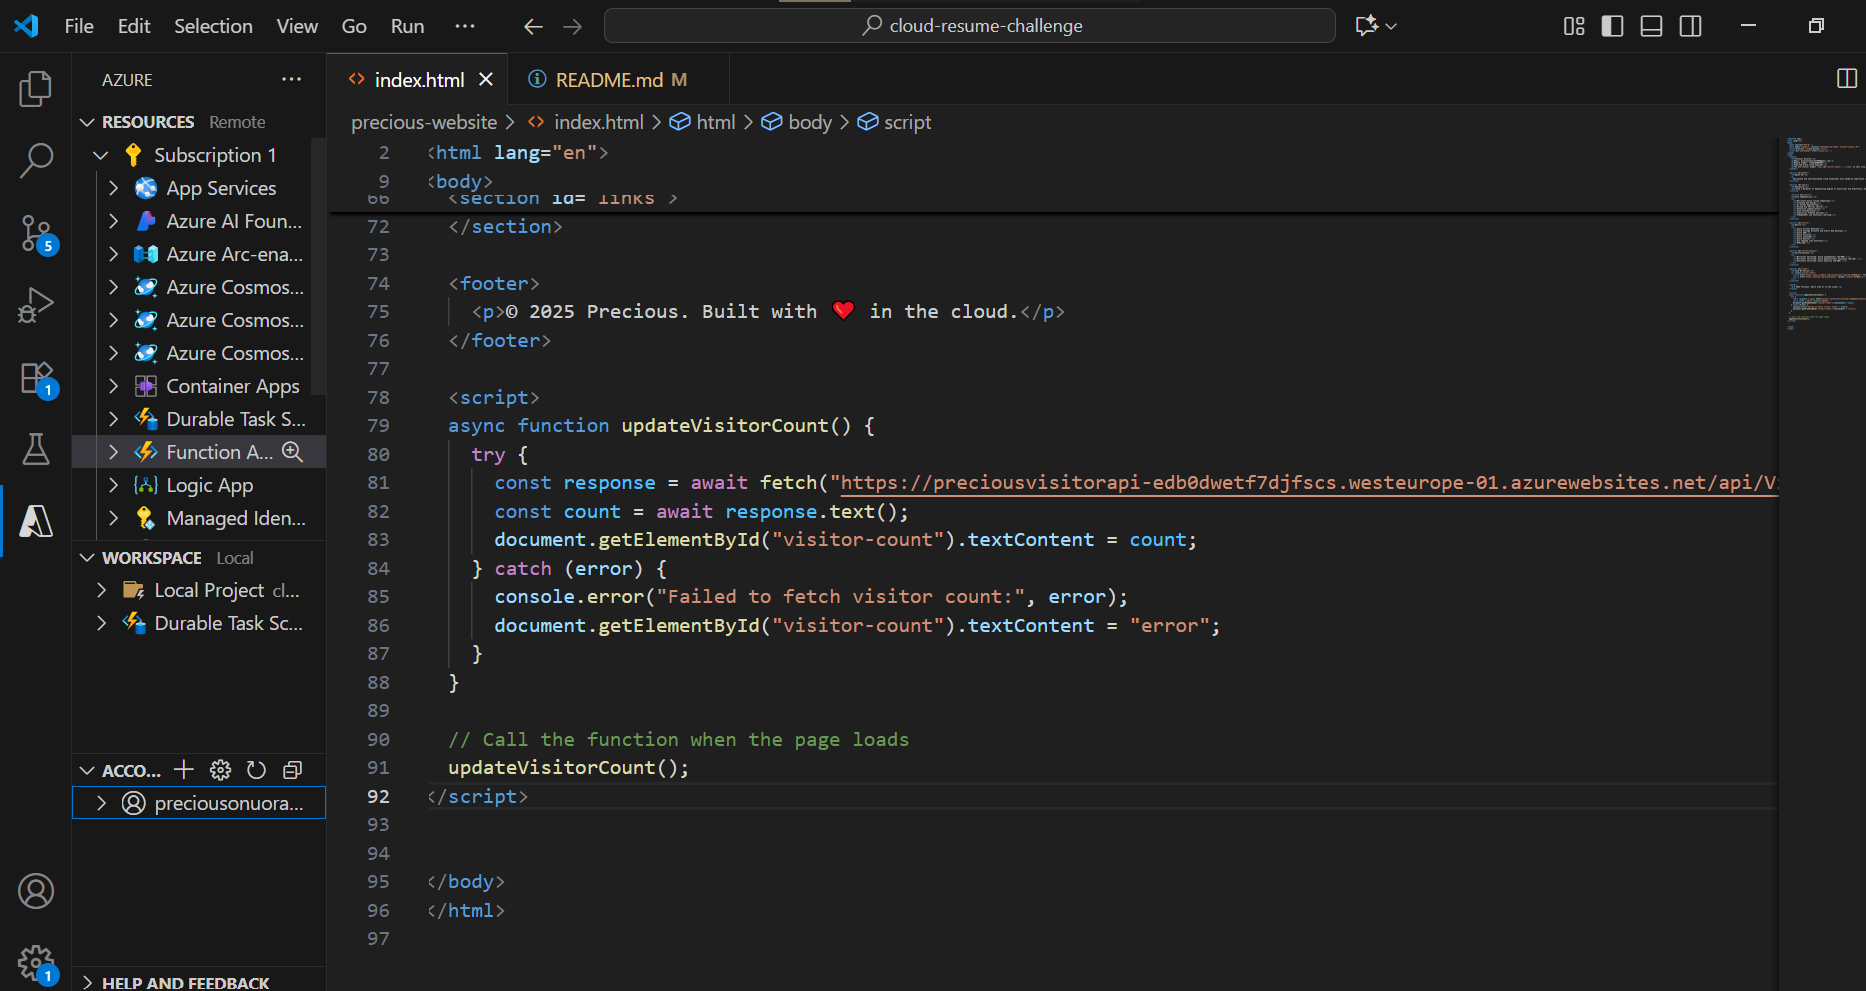 File Edit Selection View Go Run ···
cloud-resume-challenge
AZURE
RESOURCES Remote
Subscription 1
App Services
Azure AI Foun...
Azure Arc-ena...
Azure Cosmos...
Azure Cosmos...
Azure Cosmos...
Container Apps
Durable Task S...
Function A...
Logic App
Managed Iden...
WORKSPACE Local
Local Project cl...
Durable Task Sc...
ACCO...
preciousonuora...
HELP AND FEEDBACK
5
1
1
index.html
README.md M
precious-website > index.html > html > body > script
2 <html lang="en">
9 <body>
66 <section id="links">
72 </section>
73
74 <footer>
75 <p>© 2025 Precious. Built with ❤️ in the cloud.</p>
76 </footer>
77
78 <script>
79 async function updateVisitorCount() {
80 try {
81 const response = await fetch("https://preciousvisitorapi-edb0dwetf7djfscs.westeurope-01.azurewebsites.net/api/V
82 const count = await response.text();
83 document.getElementById("visitor-count").textContent = count;
84 } catch (error) {
85 console.error("Failed to fetch visitor count:", error);
86 document.getElementById("visitor-count").textContent = "error";
87 }
88 }
89
90 // Call the function when the page loads
91 updateVisitorCount();
92 </script>
93
94
95 </body>
96 </html>
97